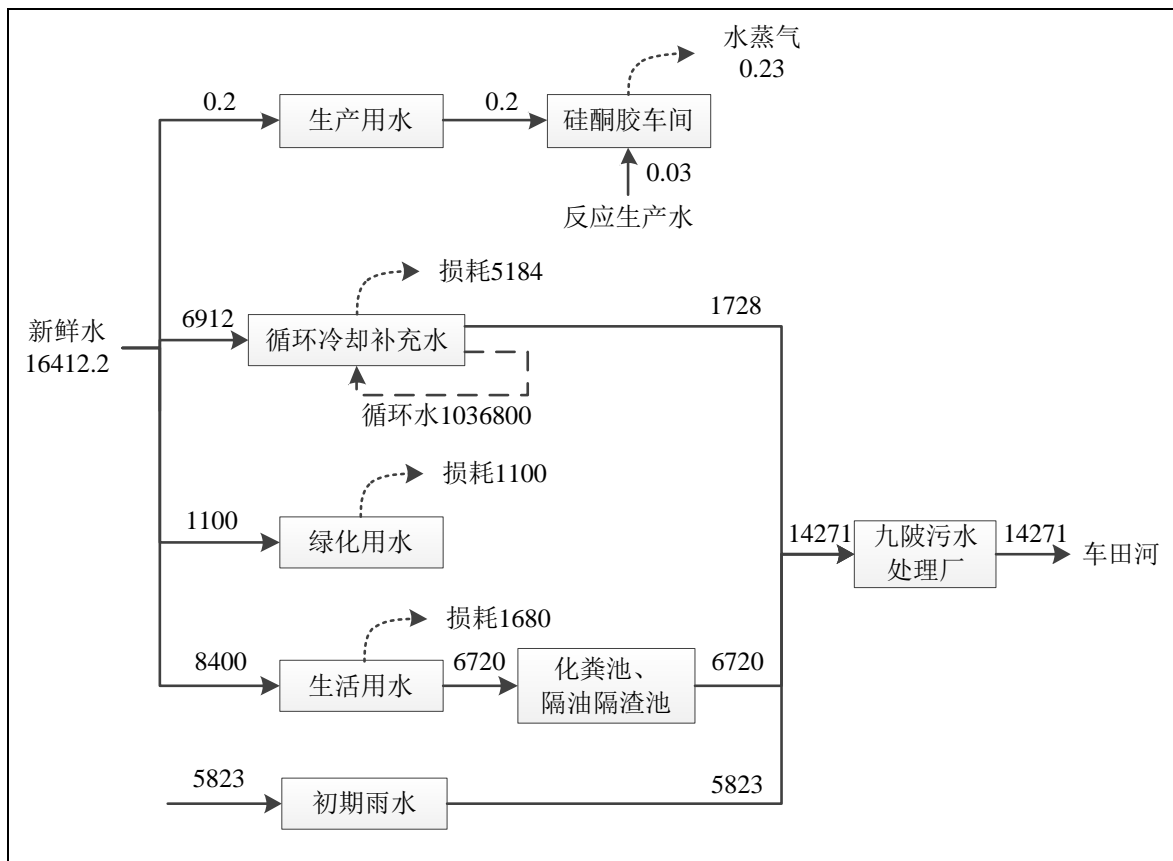 水蒸气
0.23
0.2
生产用水
0.2
硅酮胶车间
0.03
反应生产水
损耗5184
新鲜水
16412.2
6912
循环冷却补充水
1728
循环水1036800
损耗1100
1100
绿化用水
14271
九陂污水
处理厂
14271
车田河
损耗1680
8400
生活用水
6720
化粪池、
隔油隔渣池
6720
5823
初期雨水
5823